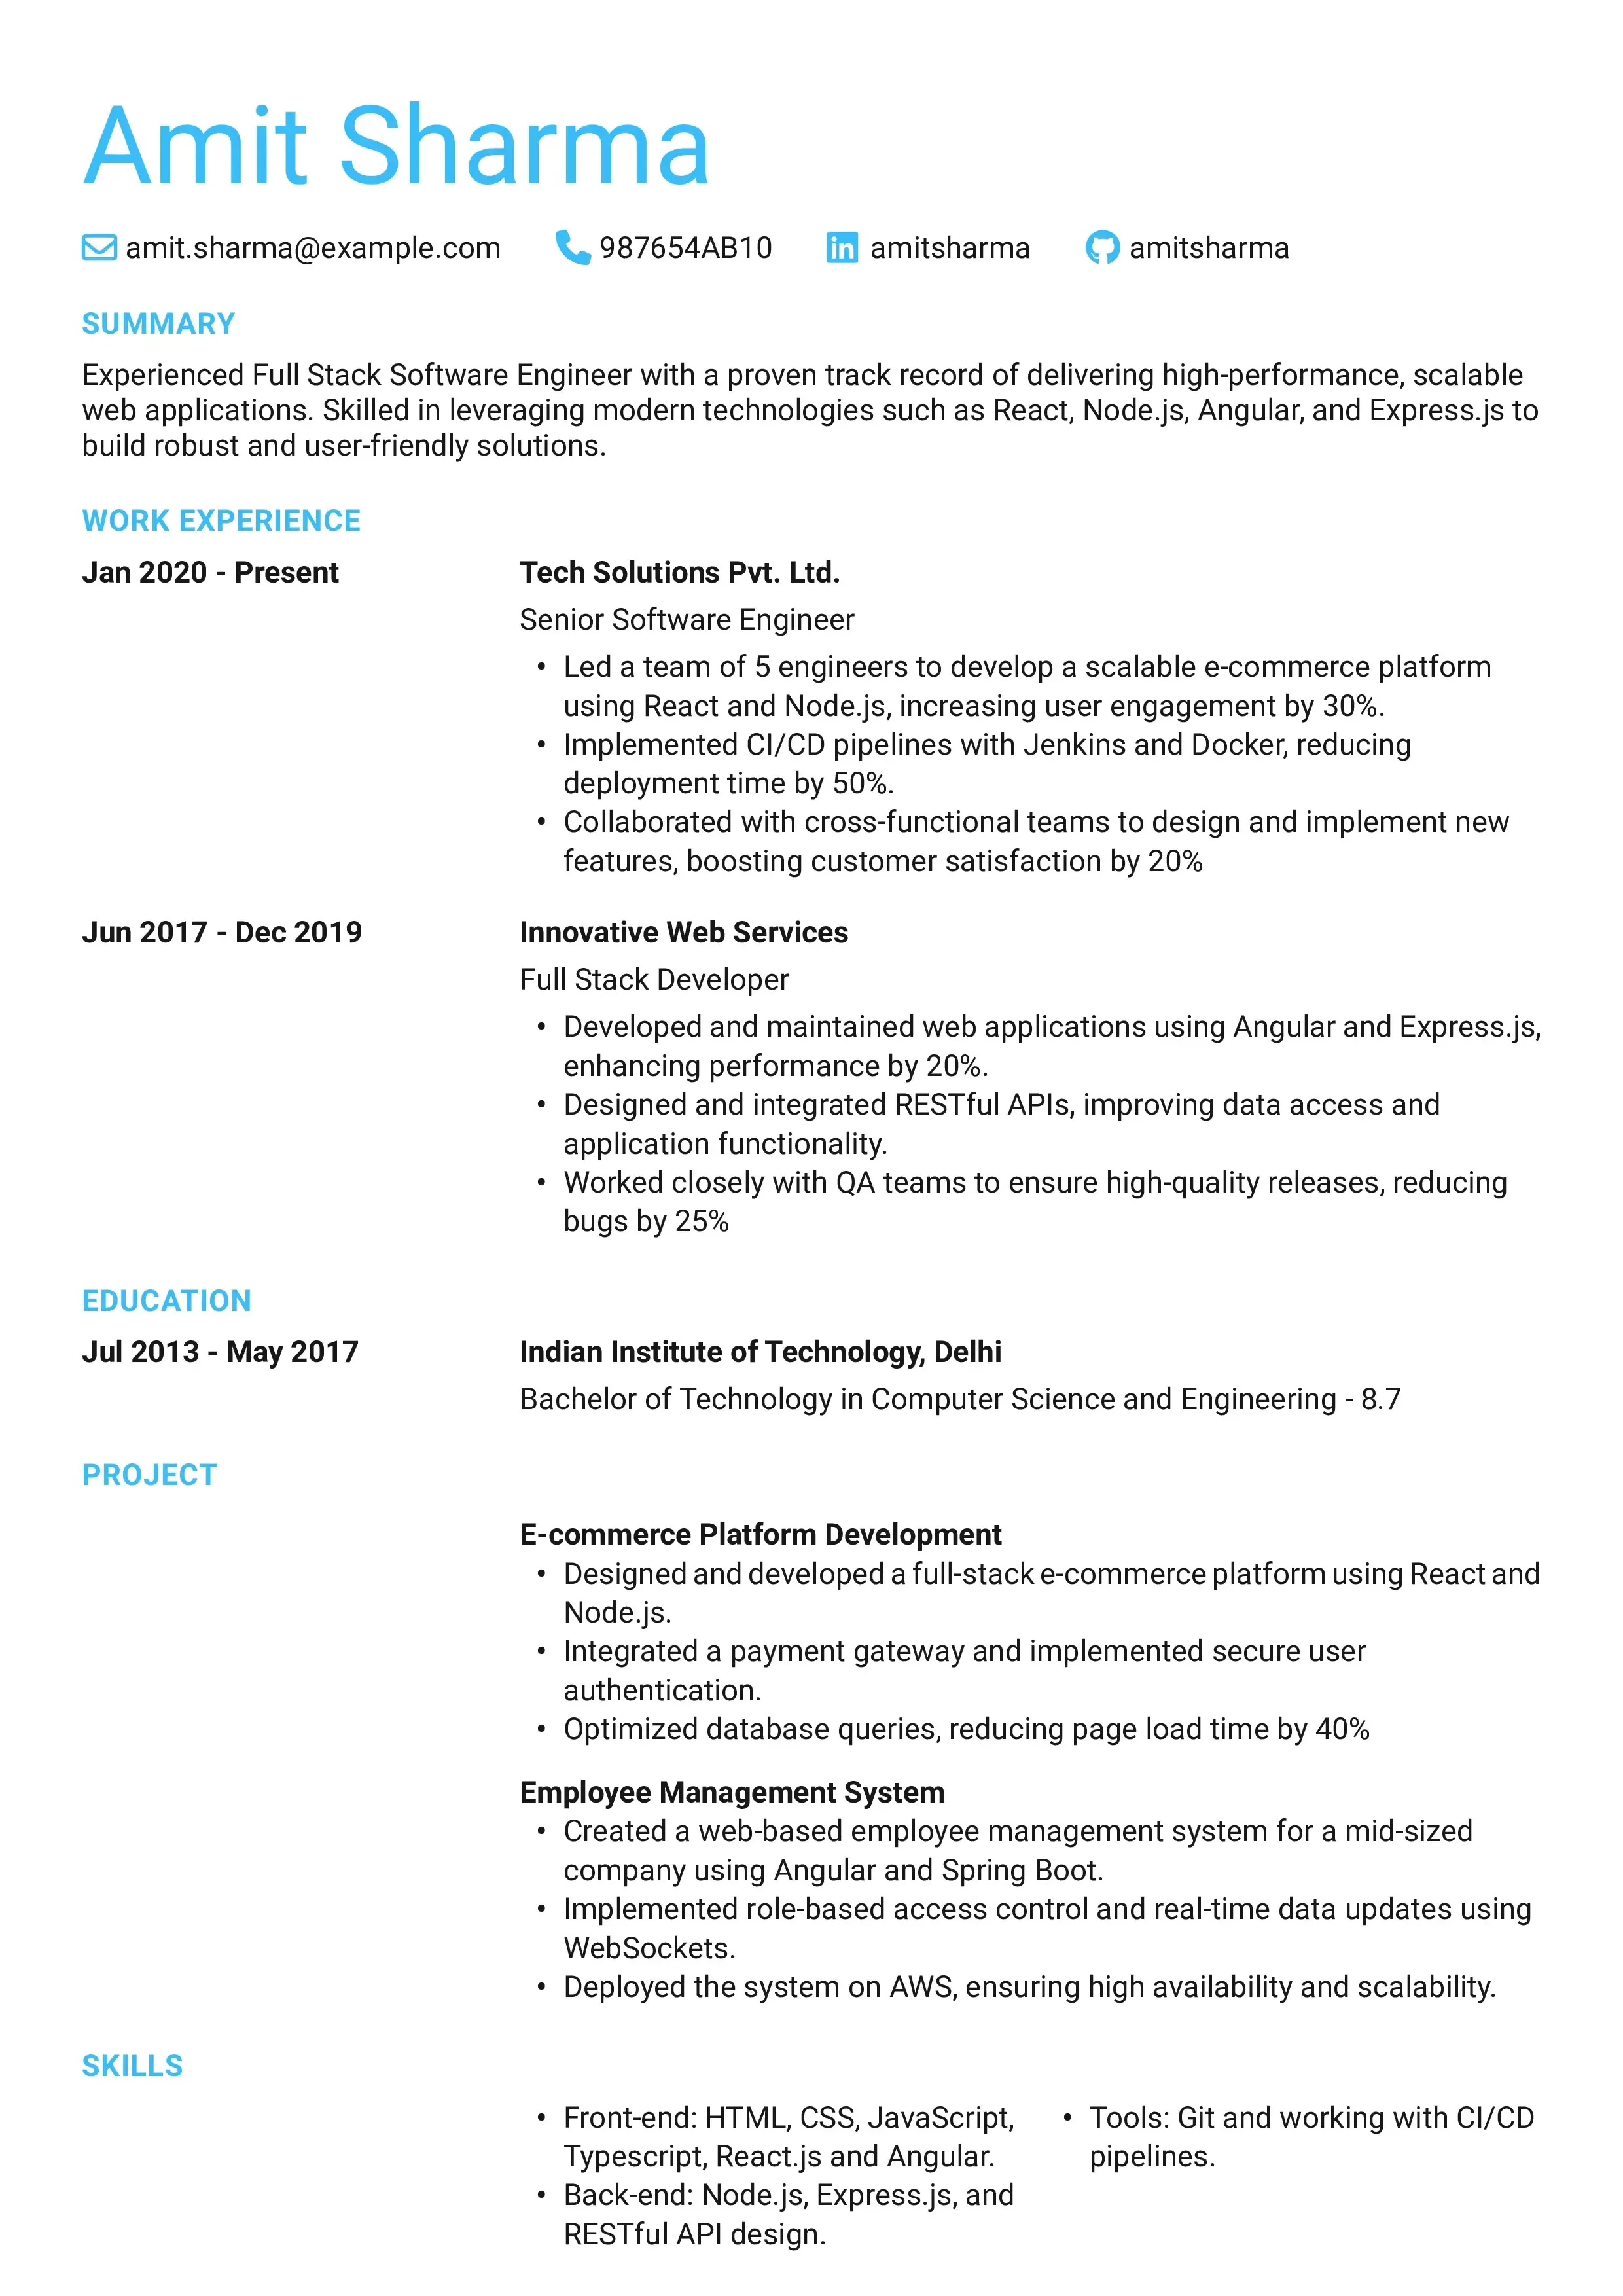 Amit Sharma
amit.sharma@example.com 987654AB10 amitsharma amitsharma
SUMMARY
Experienced Full Stack Software Engineer with a proven track record of delivering high-performance, scalable
web applications. Skilled in leveraging modern technologies such as React, Node.js, Angular, and Express.js to
build robust and user-friendly solutions.
WORK EXPERIENCE
Jan 2020 - Present Tech Solutions Pvt. Ltd.
Senior Software Engineer
• Led a team of 5 engineers to develop a scalable e-commerce platform
using React and Node.js, increasing user engagement by 30%.
• Implemented CI/CD pipelines with Jenkins and Docker, reducing
deployment time by 50%.
• Collaborated with cross-functional teams to design and implement new
features, boosting customer satisfaction by 20%
Jun 2017 - Dec 2019 Innovative Web Services
Full Stack Developer
• Developed and maintained web applications using Angular and Express.js,
enhancing performance by 20%.
• Designed and integrated RESTful APIs, improving data access and
application functionality.
• Worked closely with QA teams to ensure high-quality releases, reducing
bugs by 25%
EDUCATION
Jul 2013 - May 2017 Indian Institute of Technology, Delhi
Bachelor of Technology in Computer Science and Engineering - 8.7
PROJECT
E-commerce Platform Development
• Designed and developed a full-stack e-commerce platform using React and
Node.js.
• Integrated a payment gateway and implemented secure user
authentication.
• Optimized database queries, reducing page load time by 40%
Employee Management System
• Created a web-based employee management system for a mid-sized
company using Angular and Spring Boot.
• Implemented role-based access control and real-time data updates using
WebSockets.
• Deployed the system on AWS, ensuring high availability and scalability.
SKILLS
• Front-end: HTML, CSS, JavaScript,
Typescript, React.js and Angular.
• Back-end: Node.js, Express.js, and
RESTful API design.
• Tools: Git and working with CI/CD
pipelines.